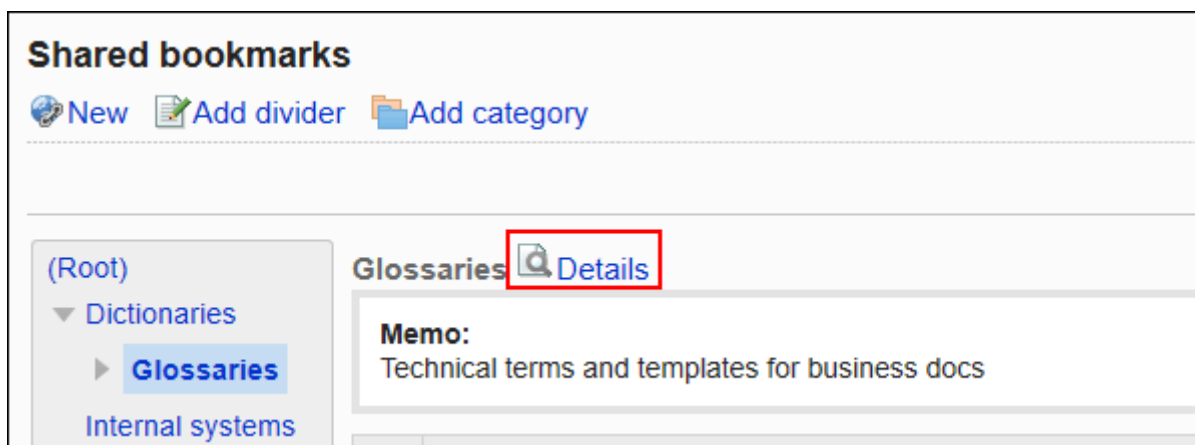 Shared bookmarks
New Add divider Add category
(Root)
Dictionaries
Glossaries
Internal systems
Glossaries Details
Memo:
Technical terms and templates for business docs